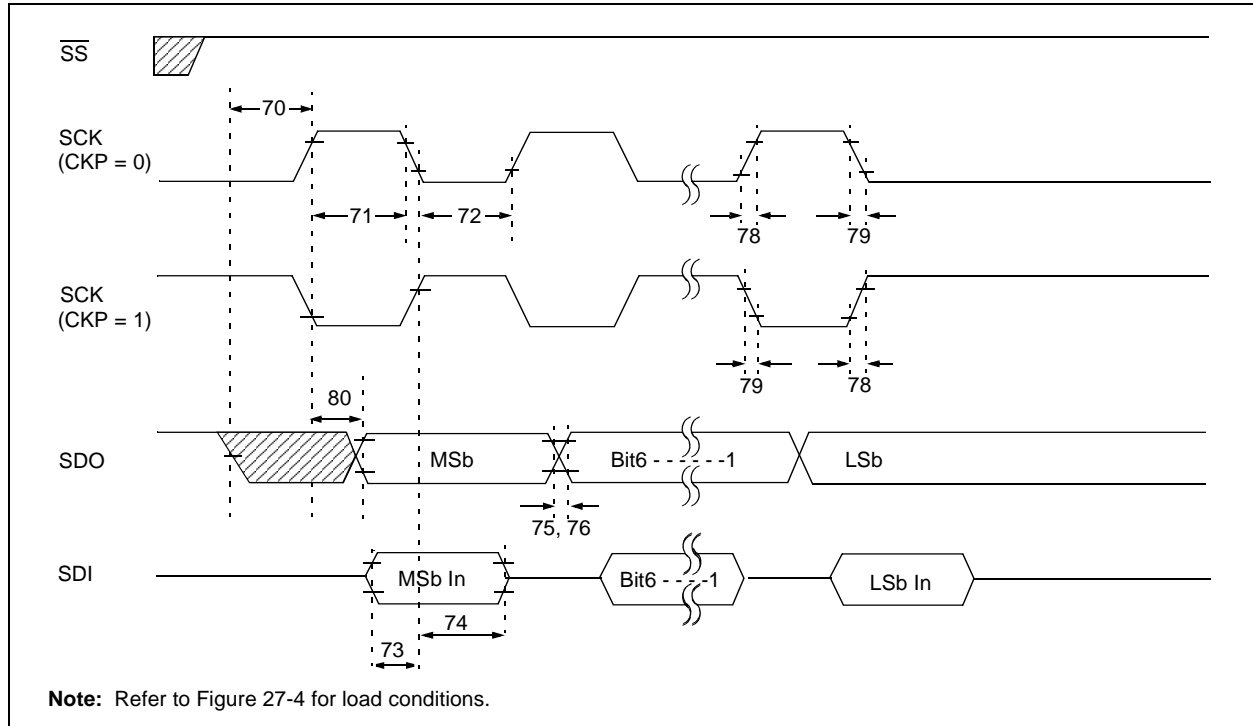 SS
70
SCK
(CKP = 0)
71
72
78
79
SCK
(CKP = 1)
79
78
80
SDO
MSb
Bit6 - - - - - -1
LSb
75, 76
SDI
MSb In
Bit6 - - - -1
LSb In
74
73
Note: Refer to Figure 27-4 for load conditions.